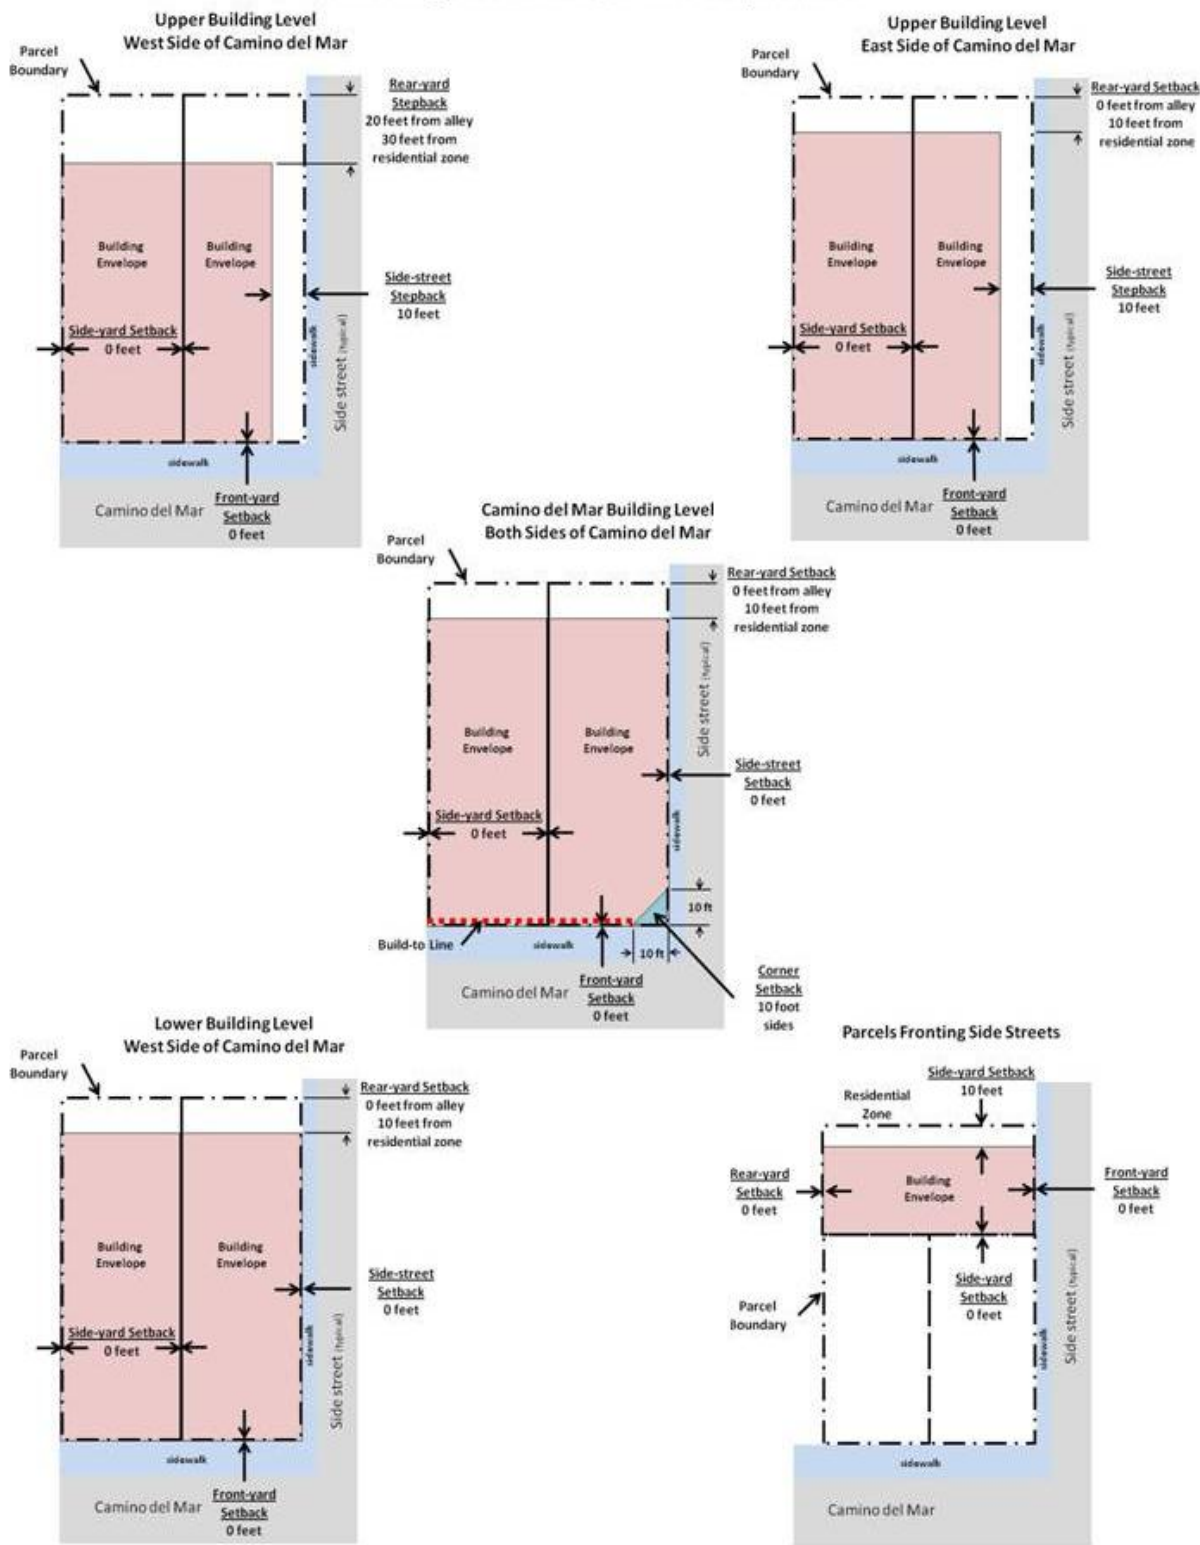 Upper Building Level
West Side of Camino del Mar
Parcel
Boundary
Rear-yard
Stepback
20 feet from alley
30 feet from
residential zone
Building
Envelope
Building
Envelope
Side-street
Stepback
10 feet
Side-yard Setback
0 feet
sidewalk
Side street (typical)
sidewalk
Camino del Mar
Front-yard
Setback
0 feet
Upper Building Level
East Side of Camino del Mar
Parcel
Boundary
Rear-yard Setback
0 feet from alley
10 feet from
residential zone
Building
Envelope
Building
Envelope
Side-street
Stepback
10 feet
Side-yard Setback
0 feet
sidewalk
Side street (typical)
sidewalk
Camino del Mar
Front-yard
Setback
0 feet
Camino del Mar Building Level
Both Sides of Camino del Mar
Parcel
Boundary
Rear-yard Setback
0 feet from alley
10 feet from
residential zone
Side street (typical)
Building
Envelope
Building
Envelope
Side-street
Setback
0 feet
Side-yard Setback
0 feet
sidewalk
10 ft
Build-to Line
sidewalk
10 ft
Camino del Mar
Front-yard
Setback
0 feet
Corner
Setback
10 foot
sides
Lower Building Level
West Side of Camino del Mar
Parcel
Boundary
Rear-yard Setback
0 feet from alley
10 feet from
residential zone
Building
Envelope
Building
Envelope
Side-street
Setback
0 feet
Side-yard Setback
0 feet
sidewalk
Side street (typical)
sidewalk
Camino del Mar
Front-yard
Setback
0 feet
Parcels Fronting Side Streets
Side-yard Setback
10 feet
Residential
Zone
Rear-yard
Setback
0 feet
Building
Envelope
Front-yard
Setback
0 feet
Side-yard
Setback
0 feet
Parcel
Boundary
Side street (typical)
sidewalk
sidewalk
Camino del Mar